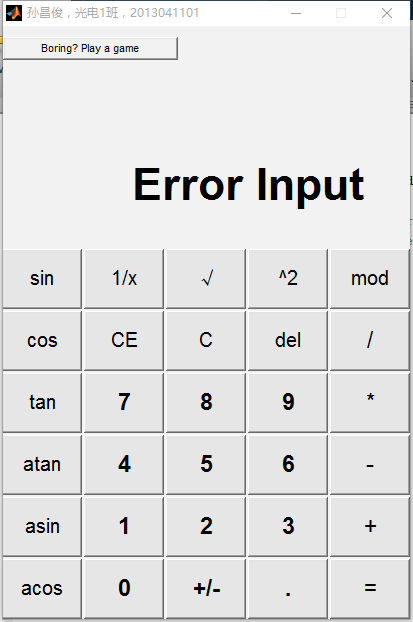 孙昌俊，光电1班，2013041101
Boring? Play a game
Error Input
sin 1/x √ ^2 mod
cos CE C del /
tan 7 8 9 *
atan 4 5 6 -
asin 1 2 3 +
acos 0 +/- . =